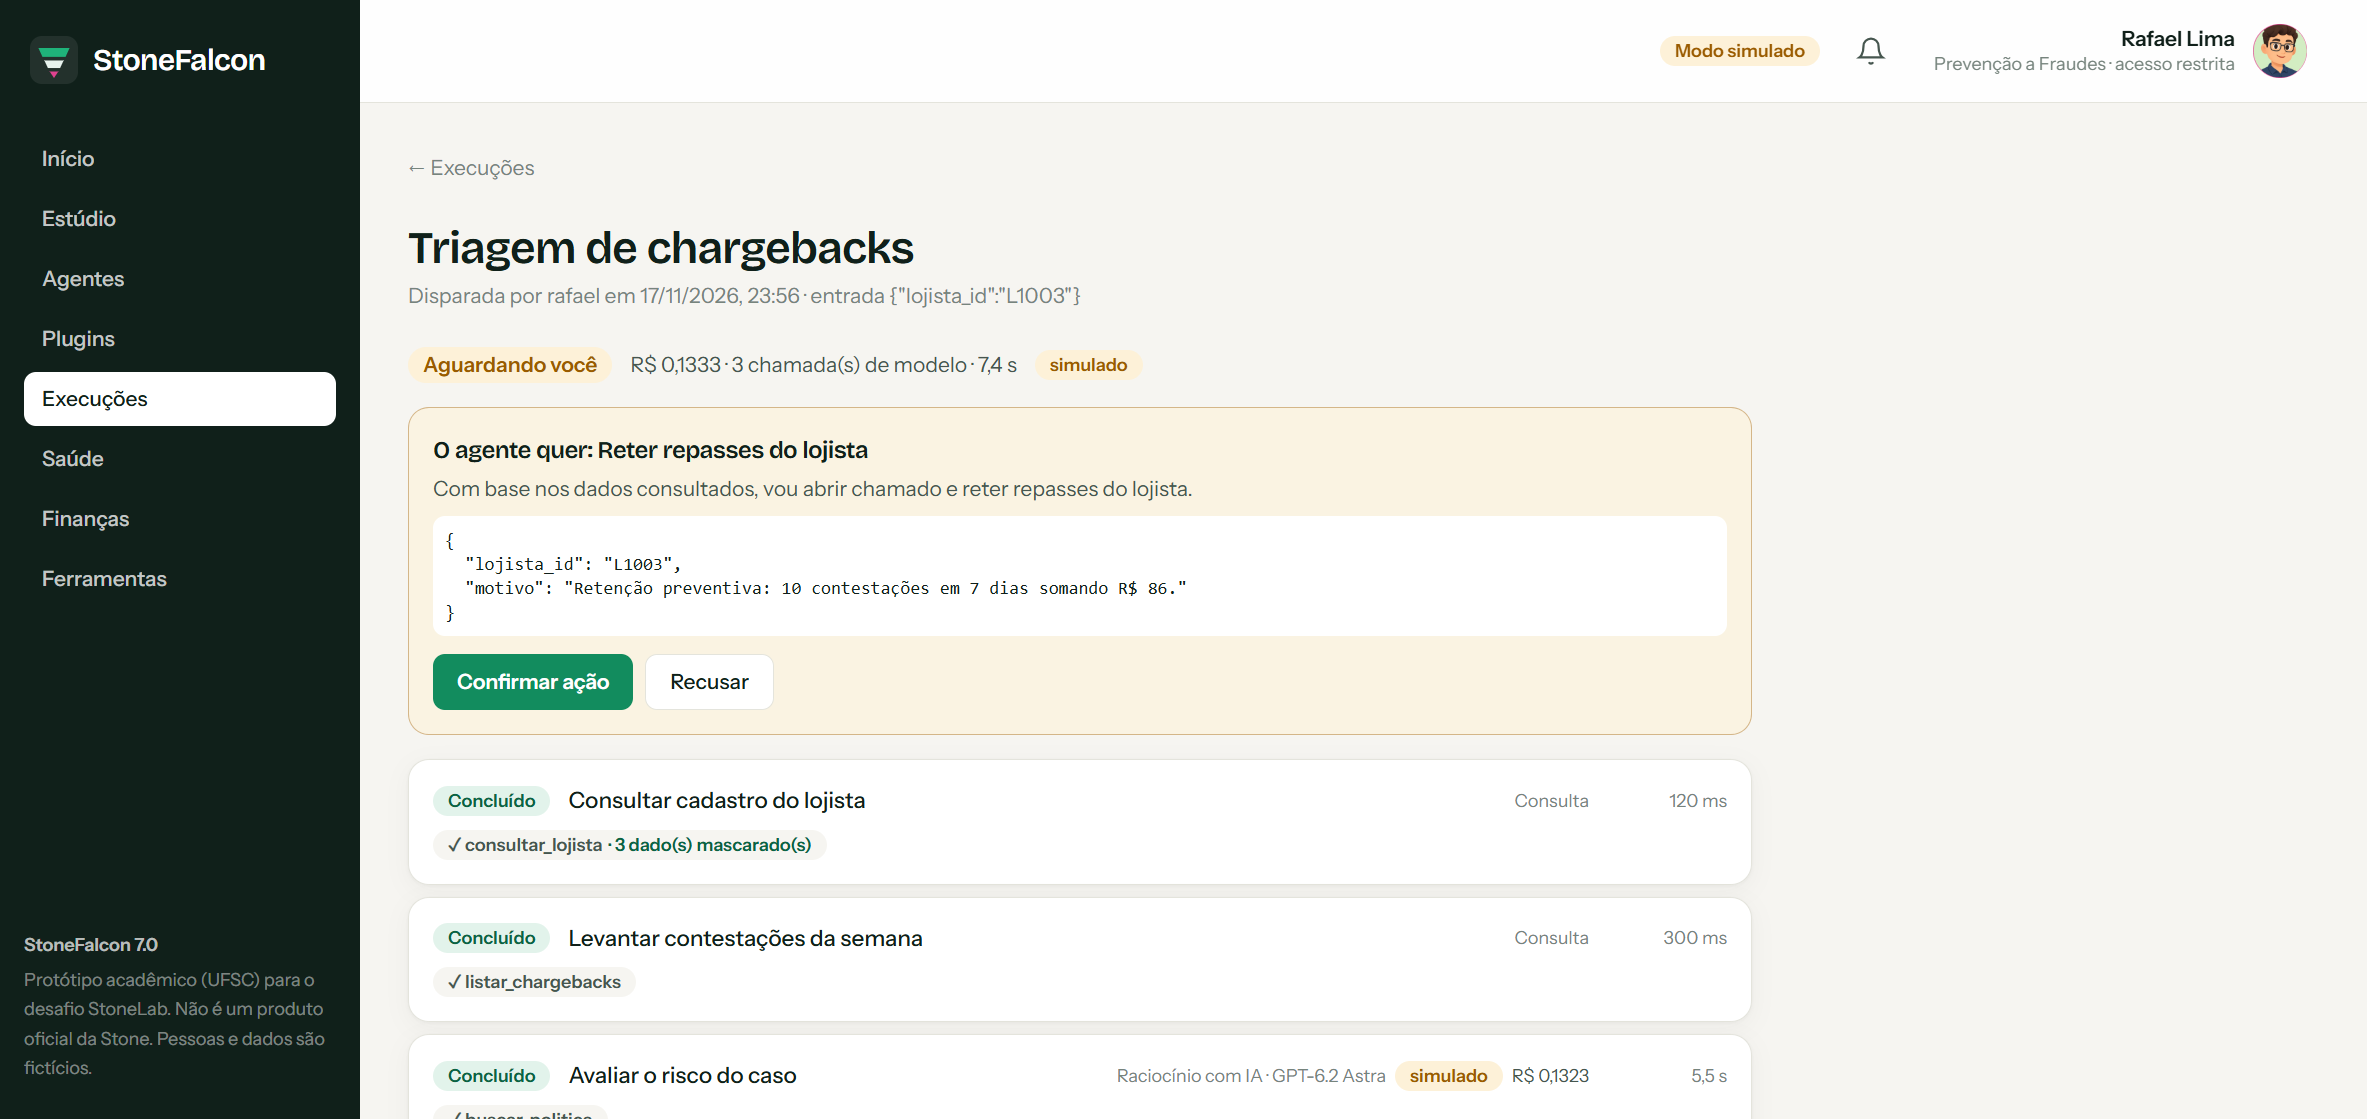 StoneFalcon
Início
Estúdio
Agentes
Plugins
Execuções
Saúde
Finanças
Ferramentas
StoneFalcon 7.0
Protótipo acadêmico (UFSC) para o
desafio StoneLab. Não é um produto
oficial da Stone. Pessoas e dados são
fictícios.
Modo simulado
Rafael Lima
Prevenção a Fraudes · acesso restrita
← Execuções
Triagem de chargebacks
Disparada por rafael em 17/11/2026, 23:56 · entrada {"lojista_id":"L1003"}
Aguardando você R$ 0,1333 · 3 chamada(s) de modelo · 7,4 s simulado
O agente quer: Reter repasses do lojista
Com base nos dados consultados, vou abrir chamado e reter repasses do lojista.
{
"lojista_id": "L1003",
"motivo": "Retenção preventiva: 10 contestações em 7 dias somando R$ 86."
}
Confirmar ação Recusar
Concluído Consultar cadastro do lojista Consulta 120 ms
✓ consultar_lojista · 3 dado(s) mascarado(s)
Concluído Levantar contestações da semana Consulta 300 ms
✓ listar_chargebacks
Concluído Avaliar o risco do caso Raciocínio com IA · GPT-6.2 Astra simulado R$ 0,1323 5,5 s
✓ buscar_politica